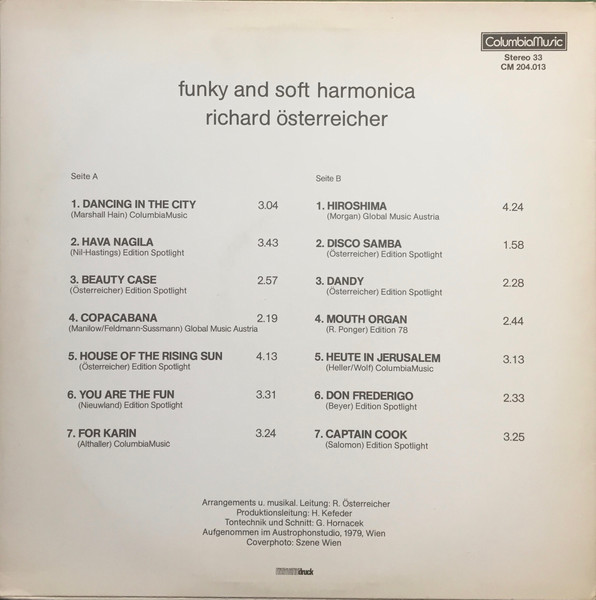 ColumbiaMusic
Stereo 33
CM 204.013
funky and soft harmonica
richard österreicher
Seite A
1. DANCING IN THE CITY 3.04
(Marshall Hain) ColumbiaMusic
2. HAVA NAGILA 3.43
(Nil-Hastings) Edition Spotlight
3. BEAUTY CASE 2.57
(Österreicher) Edition Spotlight
4. COPACABANA 2.19
(Manilow/Feldmann-Sussmann) Global Music Austria
5. HOUSE OF THE RISING SUN 4.13
(Österreicher) Edition Spotlight
6. YOU ARE THE FUN 3.31
(Nieuwland) Edition Spotlight
7. FOR KARIN 3.24
(Althaller) ColumbiaMusic
Seite B
1. HIROSHIMA 4.24
(Morgan) Global Music Austria
2. DISCO SAMBA 1.58
(Österreicher) Edition Spotlight
3. DANDY 2.28
(Österreicher) Edition Spotlight
4. MOUTH ORGAN 2.44
(R. Ponger) Edition 78
5. HEUTE IN JERUSALEM 3.13
(Heller/Wolf) ColumbiaMusic
6. DON FREDERIGO 2.33
(Beyer) Edition Spotlight
7. CAPTAIN COOK 3.25
(Salomon) Edition Spotlight
Arrangements u. musikal. Leitung: R. Österreicher
Produktionsleitung: H. Kefeder
Tontechnik und Schnitt: G. Hornacek
Aufgenommen im Austrophonstudio, 1979, Wien
Coverphoto: Szene Wien